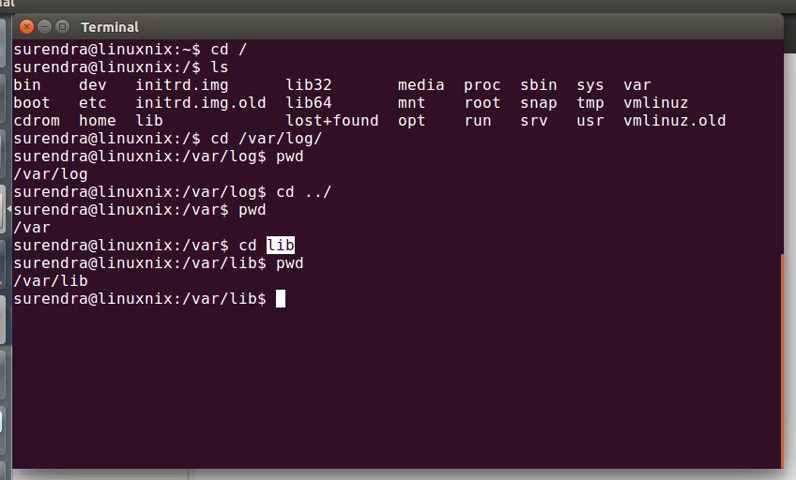 al
Terminal
surendra@linuxnix:~$ cd /
surendra@linuxnix:/$ ls
bin dev initrd.img lib32 media proc sbin sys var
boot etc initrd.img.old lib64 mnt root snap tmp vmlinuz
cdrom home lib lost+found opt run srv usr vmlinuz.old
surendra@linuxnix:/$ cd /var/log/
surendra@linuxnix:/var/log$ pwd
/var/log
surendra@linuxnix:/var/log$ cd ../
surendra@linuxnix:/var$ pwd
/var
surendra@linuxnix:/var$ cd lib
surendra@linuxnix:/var/lib$ pwd
/var/lib
surendra@linuxnix:/var/lib$